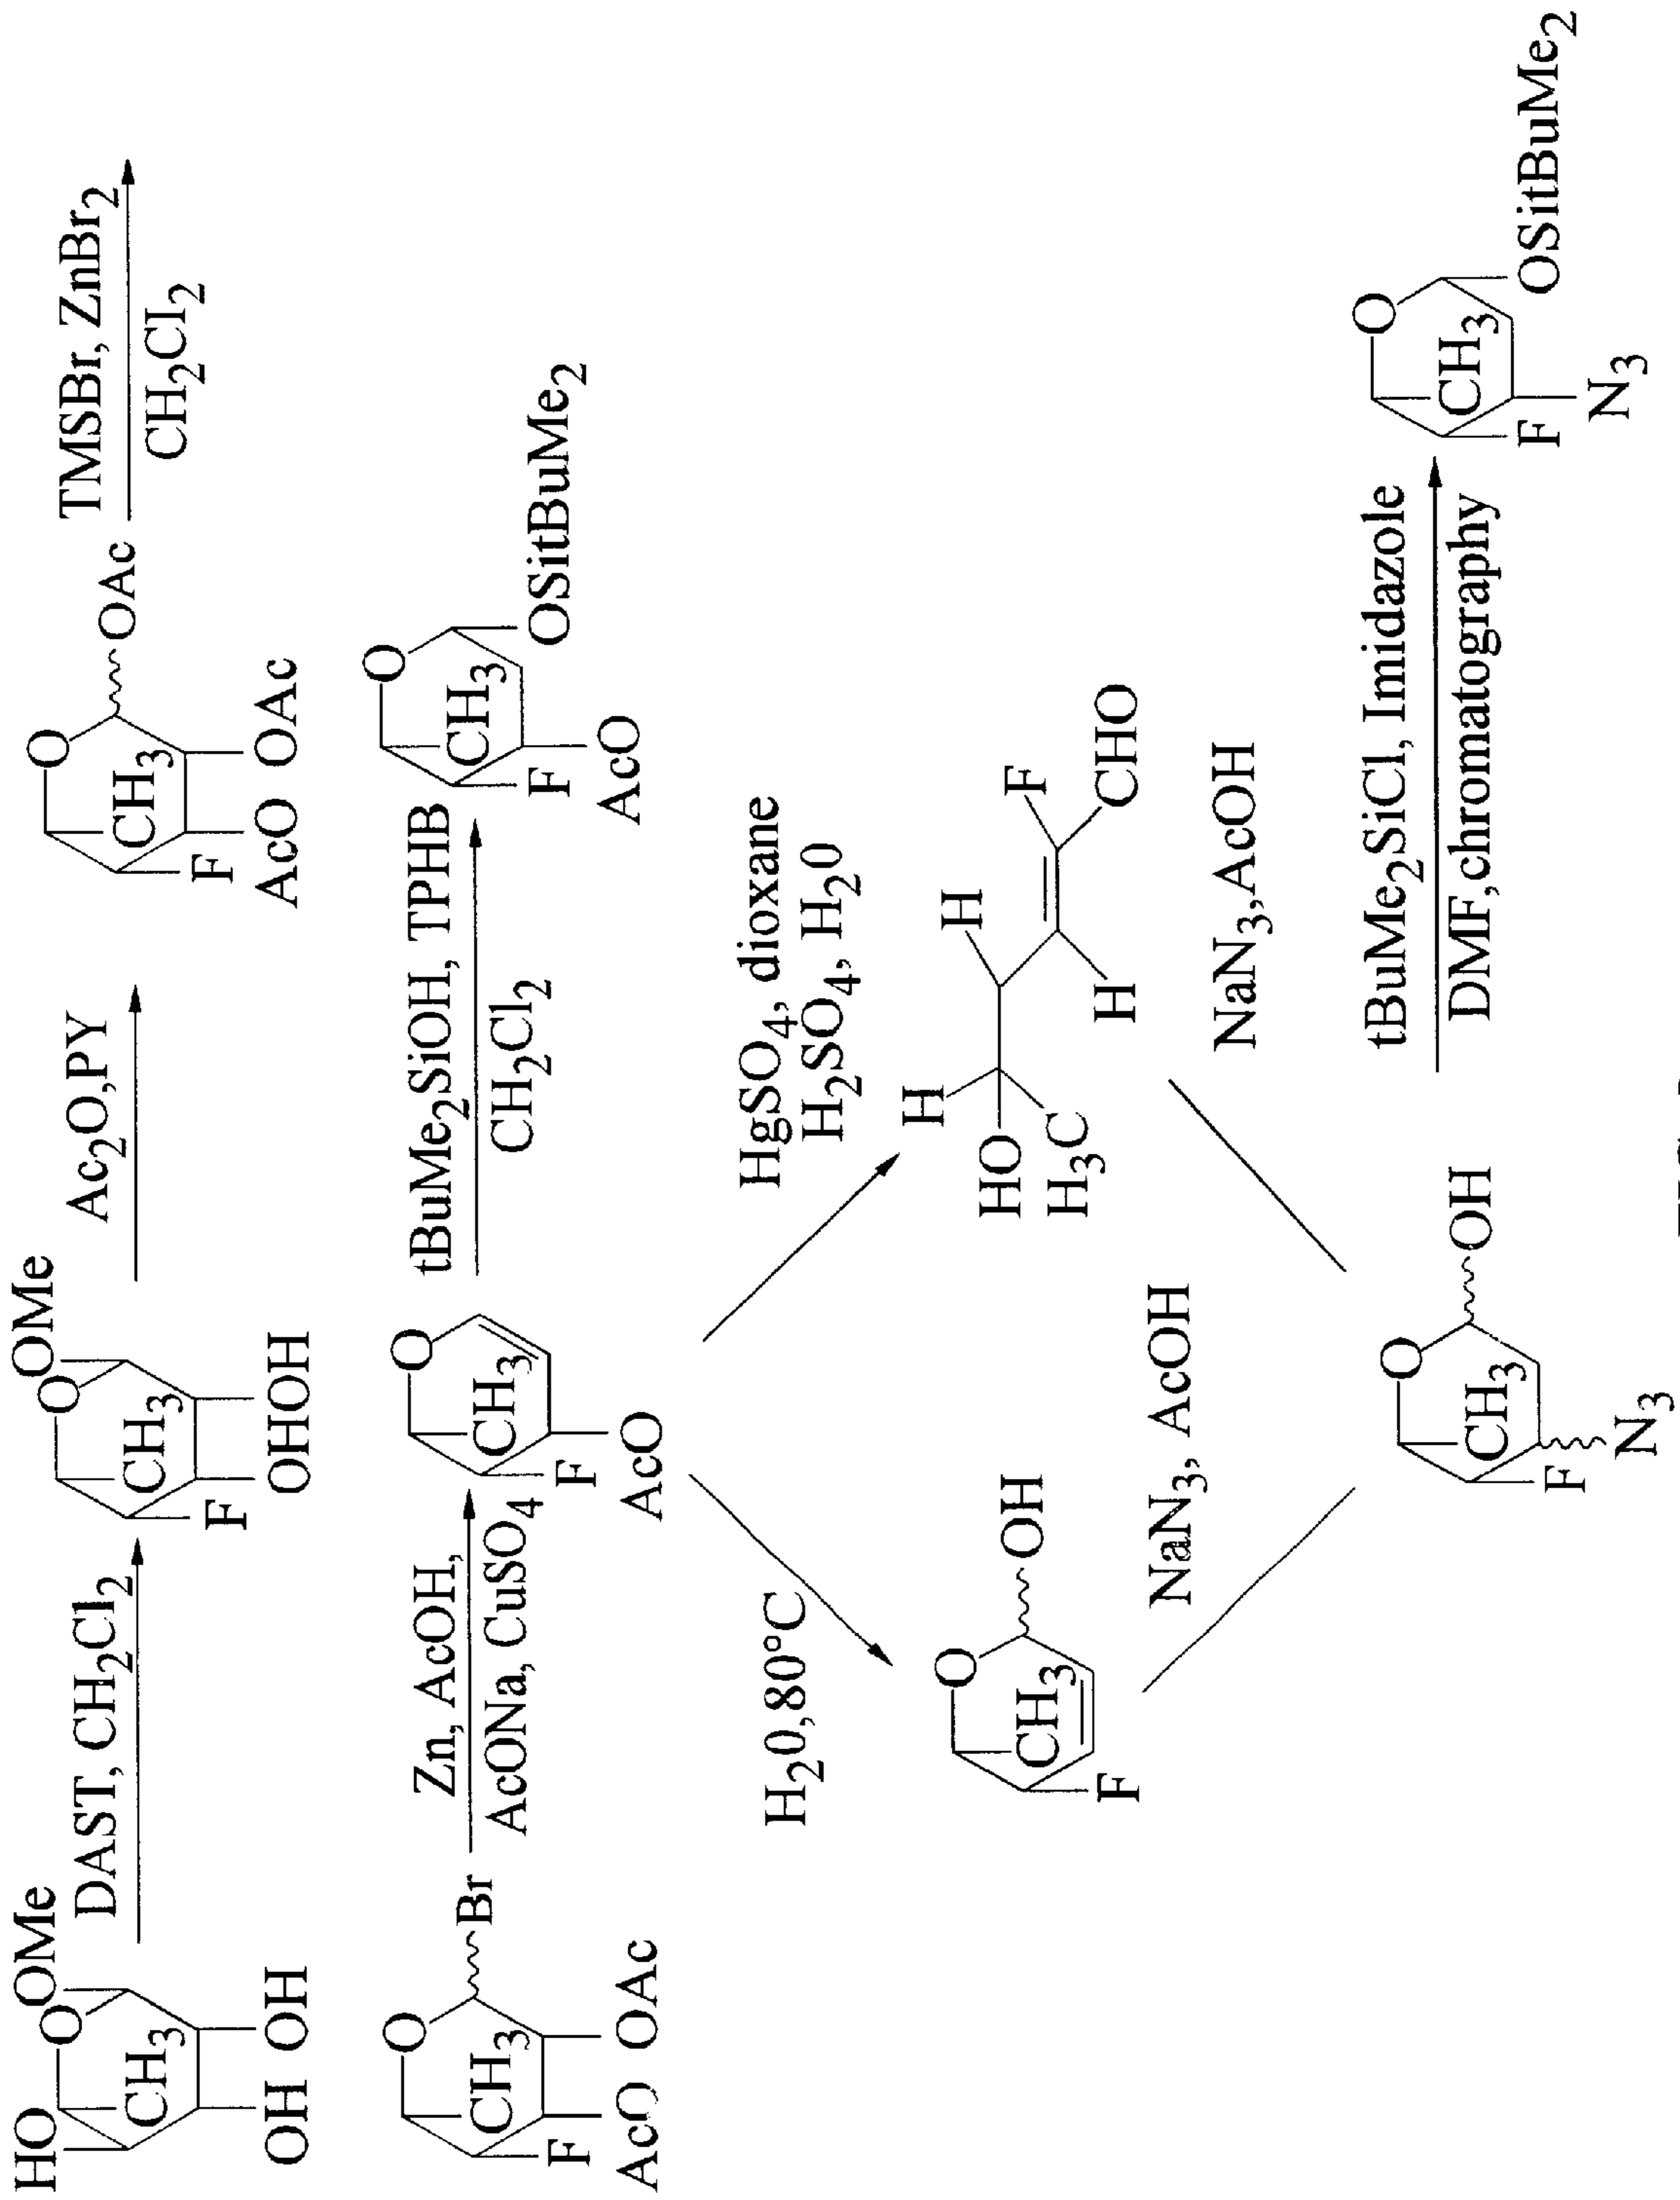 HO OMe
O
CH3
OH OH
DAST, CH2Cl2
OMe
O
CH3
F
OHOH
Ac2O,PY
O
OAc
CH3
F
AcO OAc
TMSBr, ZnBr2
CH2Cl2
O
Br
CH3
F
AcO OAc
Zn, AcOH,
AcONa, CuSO4
O
CH3
F
AcO
tBuMe2SiOH, TPHB
CH2Cl2
O
CH3
F
OSitBuMe2
AcO
H20,80°C
HgSO4, dioxane
H2SO4, H20
O
OH
CH3
F
H
H
F
HO
H3C
H
CHO
NaN3, AcOH
NaN3,AcOH
O
OH
CH3
F
N3
tBuMe2SiCl, Imidazole
DMF,chromatography
O
CH3
F
OSitBuMe2
N3